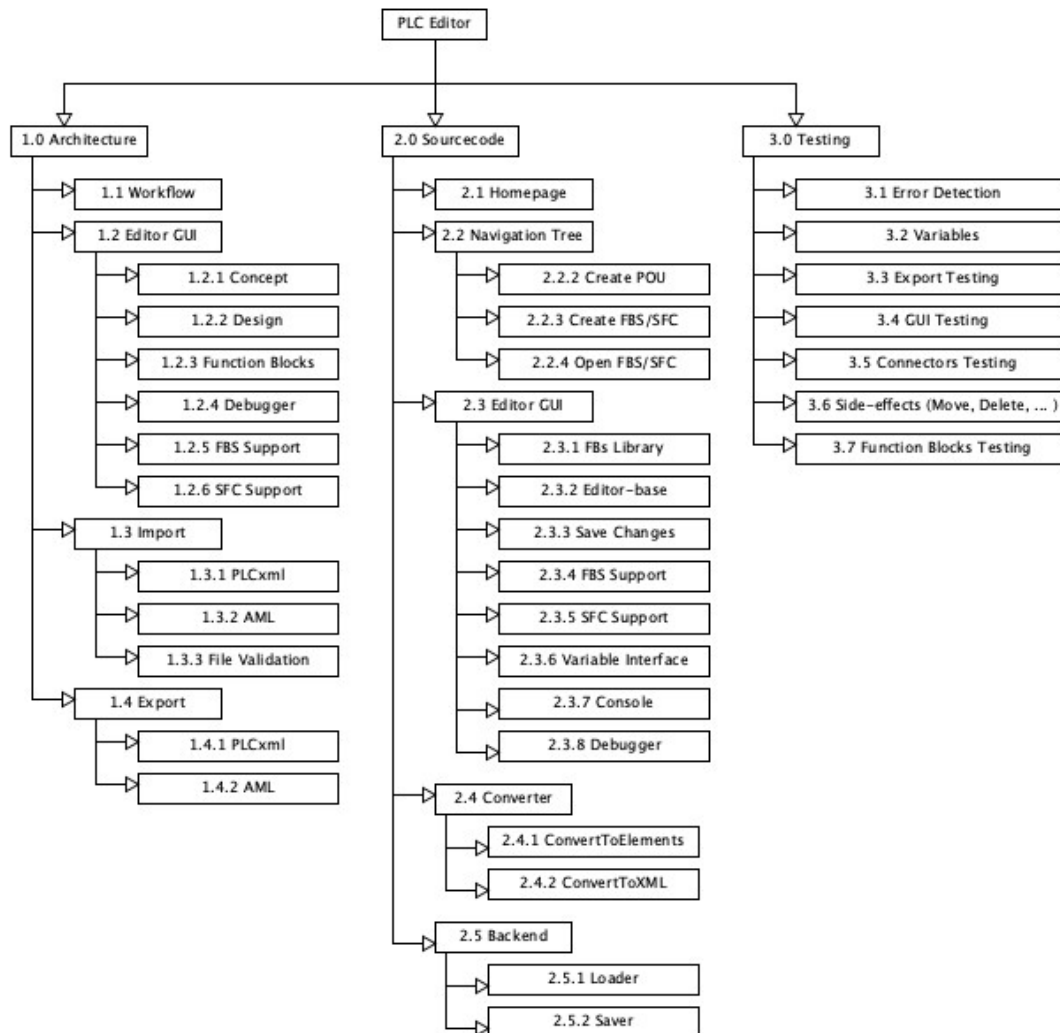 PLC Editor
1.0 Architecture
1.1 Workflow
1.2 Editor GUI
1.2.1 Concept
1.2.2 Design
1.2.3 Function Blocks
1.2.4 Debugger
1.2.5 FBS Support
1.2.6 SFC Support
1.3 Import
1.3.1 PLCxml
1.3.2 AML
1.3.3 File Validation
1.4 Export
1.4.1 PLCxml
1.4.2 AML
2.0 Sourcecode
2.1 Homepage
2.2 Navigation Tree
2.2.2 Create POU
2.2.3 Create FBS/SFC
2.2.4 Open FBS/SFC
2.3 Editor GUI
2.3.1 FBs Library
2.3.2 Editor-base
2.3.3 Save Changes
2.3.4 FBS Support
2.3.5 SFC Support
2.3.6 Variable Interface
2.3.7 Console
2.3.8 Debugger
2.4 Converter
2.4.1 ConvertToElements
2.4.2 ConvertToXML
2.5 Backend
2.5.1 Loader
2.5.2 Saver
3.0 Testing
3.1 Error Detection
3.2 Variables
3.3 Export Testing
3.4 GUI Testing
3.5 Connectors Testing
3.6 Side-effects (Move, Delete, ... )
3.7 Function Blocks Testing